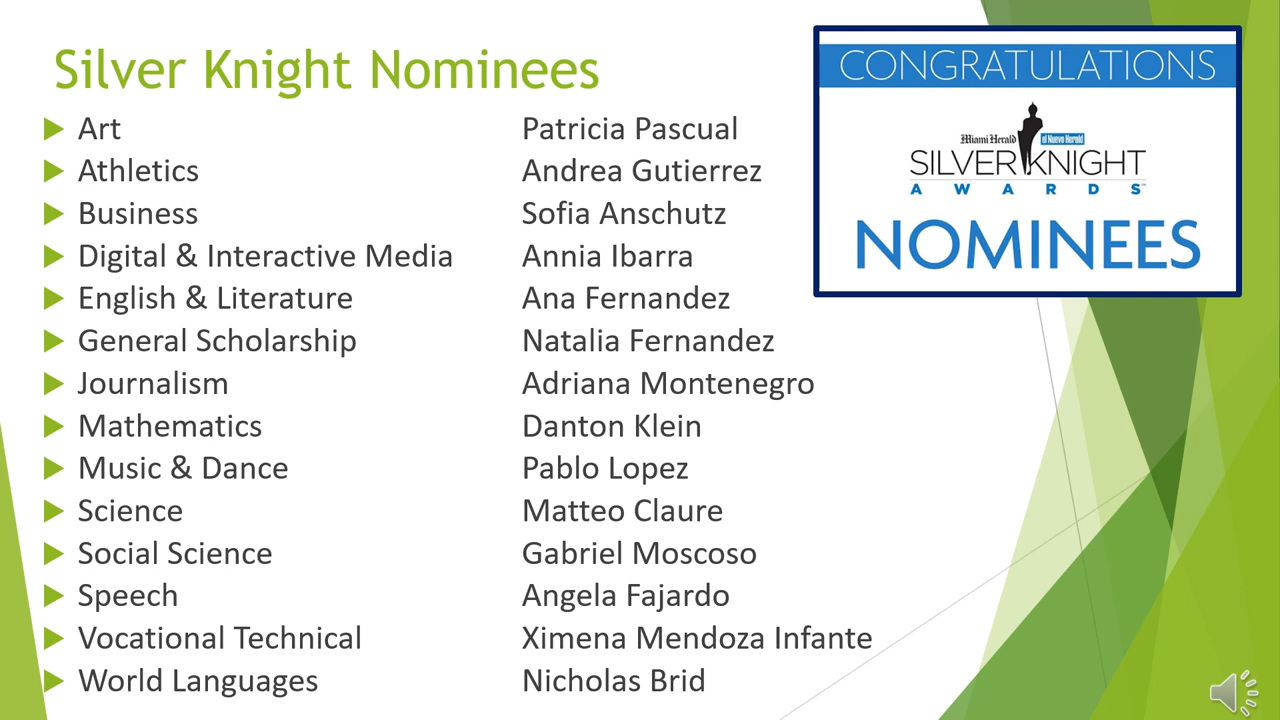 Silver Knight Nominees
Art Patricia Pascual
Athletics Andrea Gutierrez
Business Sofia Anschutz
Digital & Interactive Media Annia Ibarra
English & Literature Ana Fernandez
General Scholarship Natalia Fernandez
Journalism Adriana Montenegro
Mathematics Danton Klein
Music & Dance Pablo Lopez
Science Matteo Claure
Social Science Gabriel Moscoso
Speech Angela Fajardo
Vocational Technical Ximena Mendoza Infante
World Languages Nicholas Brid
CONGRATULATIONS
Miami Herald el Nuevo Herald
SILVER KNIGHT
AWARDS™
NOMINEES